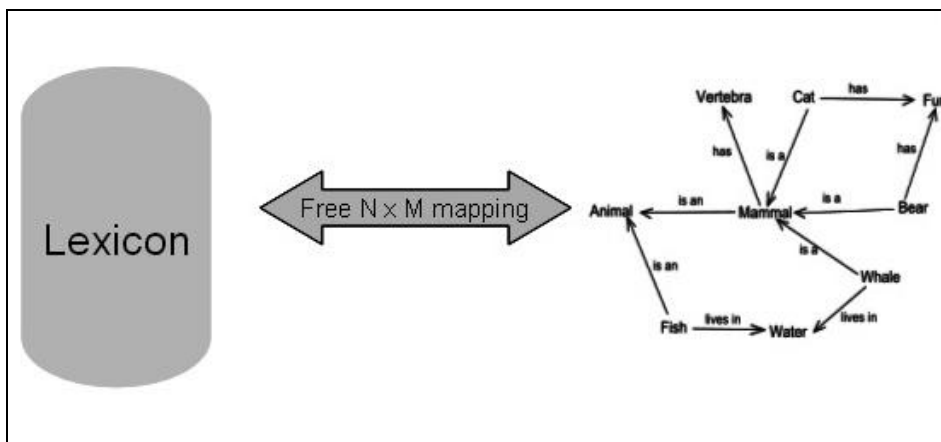 Lexicon
Free N x M mapping
Vertebra
Cat
has
Fur
has
is a
has
Animal
is an
Mammal
is a
Bear
is an
is a
Whale
Fish
lives in
Water
lives in